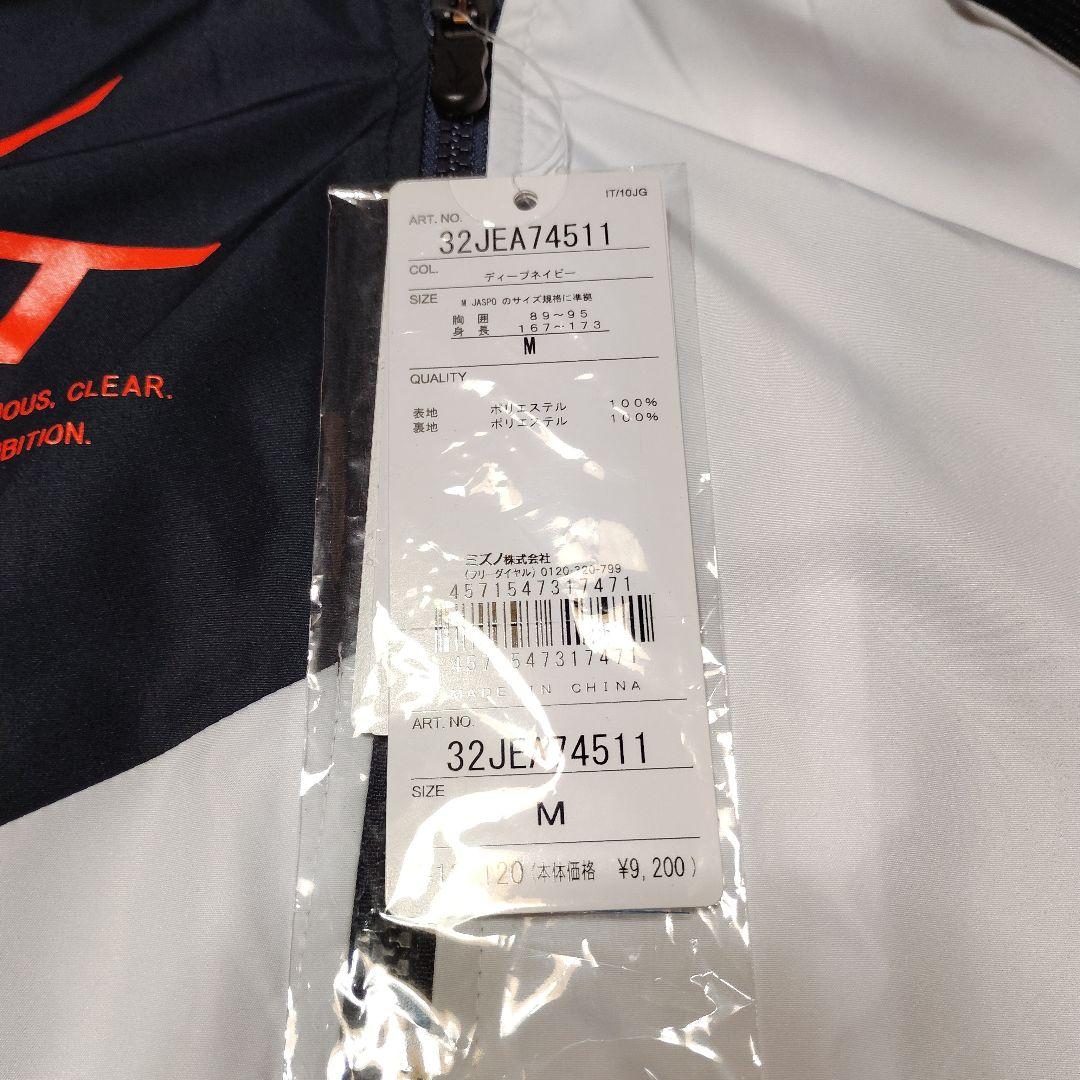 IT/10JG
ART. NO.
32JEA74511
COL.
ディープネイビー
SIZE
M JASPO のサイズ規格に準拠
胸 囲 89~95
身 長 167~173
M
QUALITY
表地 ポリエステル 100%
裏地 ポリエステル 100%
ミズノ株式会社
(フリーダイヤル) 0120-320-799
4571547317471
4571547317471
MADE IN CHINA
ART. NO.
32JEA74511
SIZE
M
120 (本体価格 ¥9,200)
OUS, CLEAR.
BITION.